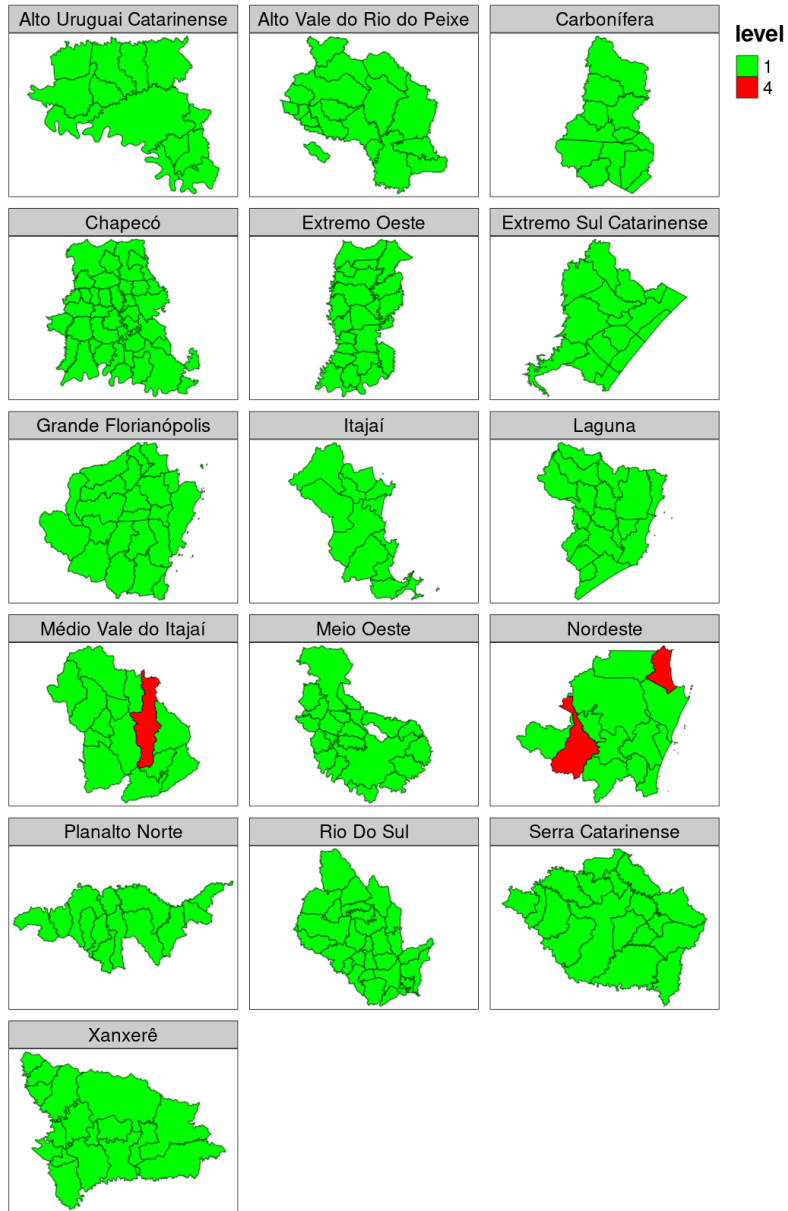 Alto Uruguai Catarinense
Alto Vale do Rio do Peixe
Carbonífera
level
1
4
Chapecó
Extremo Oeste
Extremo Sul Catarinense
Grande Florianópolis
Itajaí
Laguna
Médio Vale do Itajaí
Meio Oeste
Nordeste
Planalto Norte
Rio Do Sul
Serra Catarinense
Xanxerê